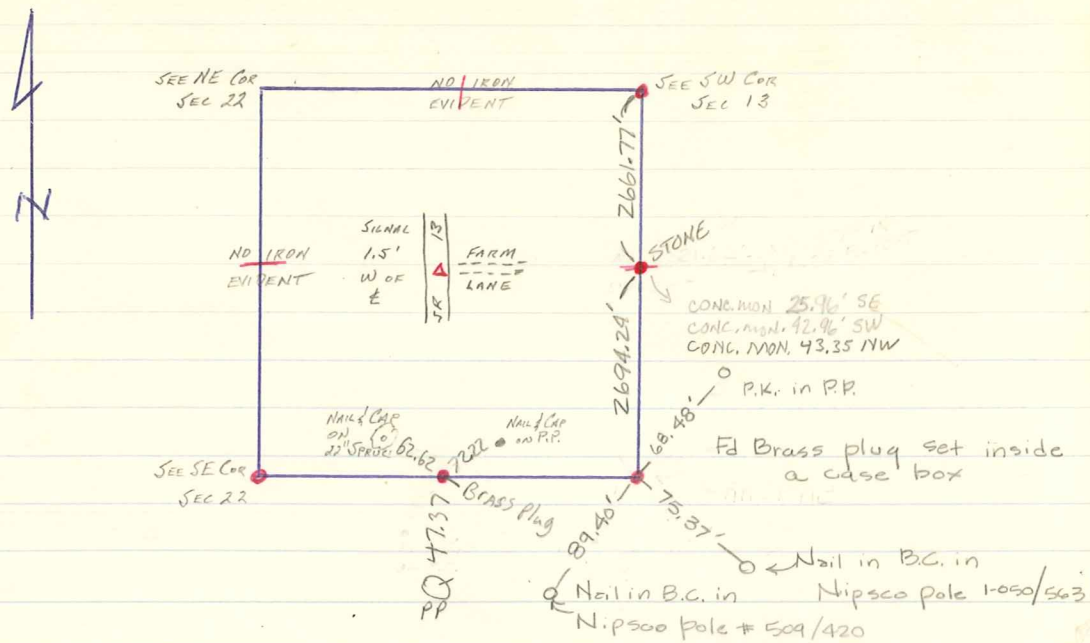 SEE NE COR
SEC 22
NO IRON
EVIDENT
SEE SW COR
SEC 13
N
2661.77'
SIGNAL
1.5'
W OF
℄
SR 13
FARM
LANE
NO IRON
EVIDENT
STONE
2694.24'
CONC. MON 25.96' SE
CONC. MON. 42.96' SW
CONC. MON. 43.35 NW
P.K. in P.P.
68.48'
NAIL & CAP
ON
22" SPRUCE
62.62
72.22
NAIL & CAP
ON P.P.
Fd Brass plug set inside
a case box
SEE SE COR
SEC 22
Brass Plug
47.37
PP
89.40'
75.37'
Nail in B.C. in
Nipsco pole 1-050/563
Nail in B.C. in
Nipsco pole # 509/420